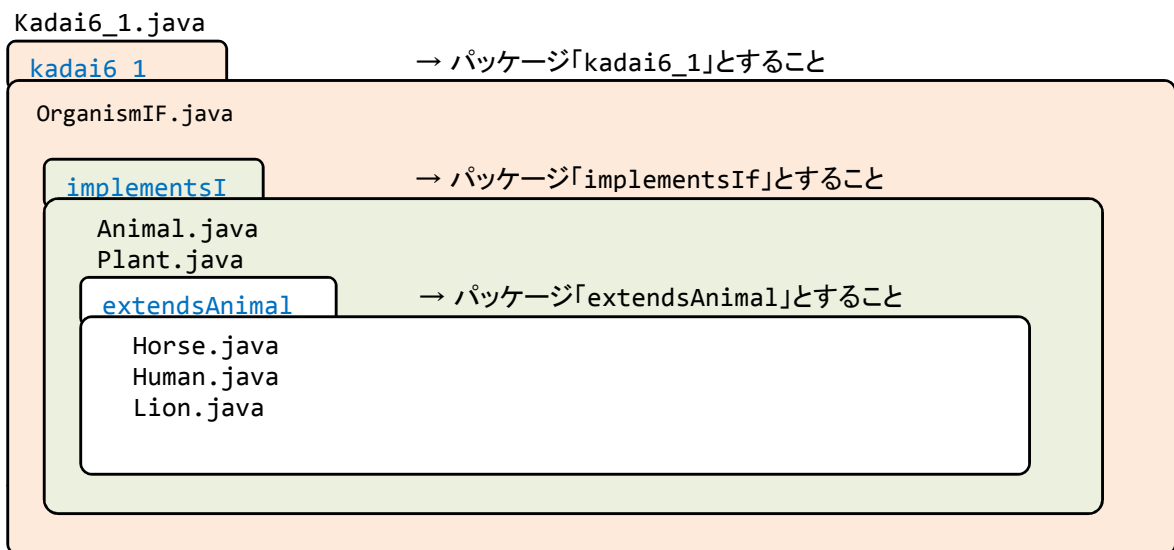 Kadai6_1.java
kadai6_1 → パッケージ「kadai6_1」とすること
OrganismIF.java
implementsI → パッケージ「implementsIf」とすること
Animal.java
Plant.java
extendsAnimal → パッケージ「extendsAnimal」とすること
Horse.java
Human.java
Lion.java